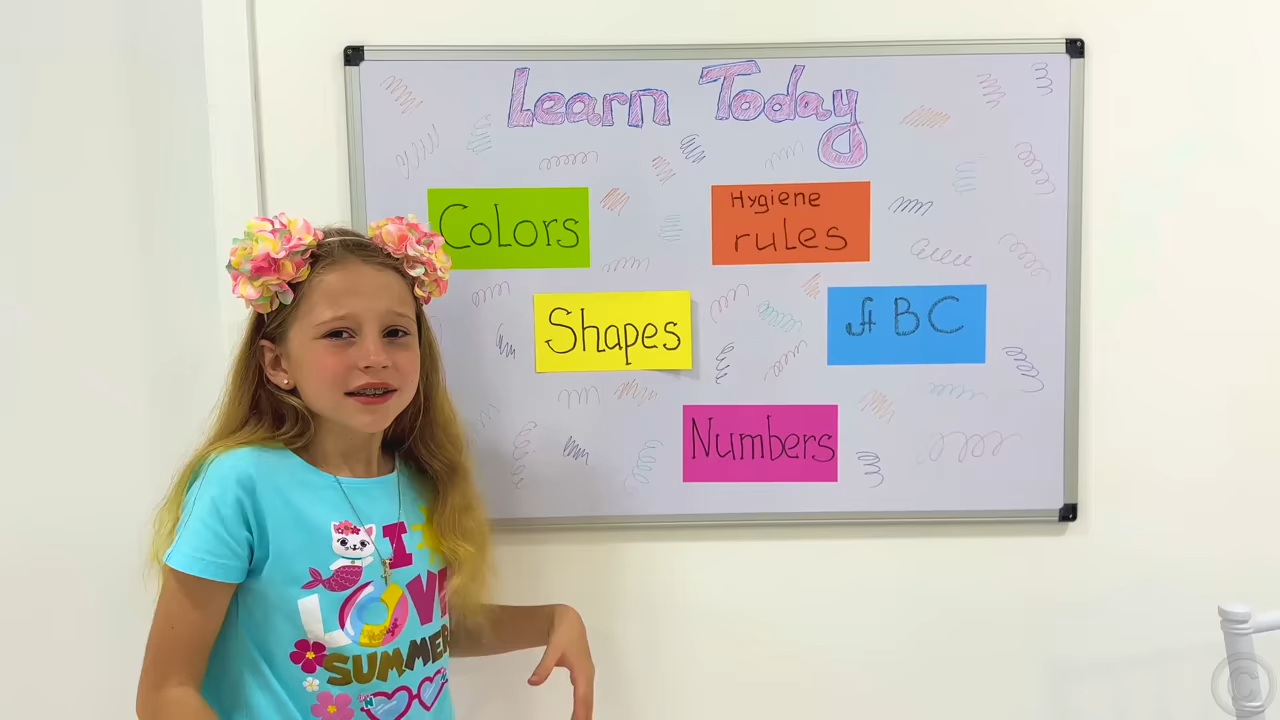 Learn Today
Colors
Hygiene
rules
Shapes
ABC
Numbers
I
LOVE
SUMMER
©